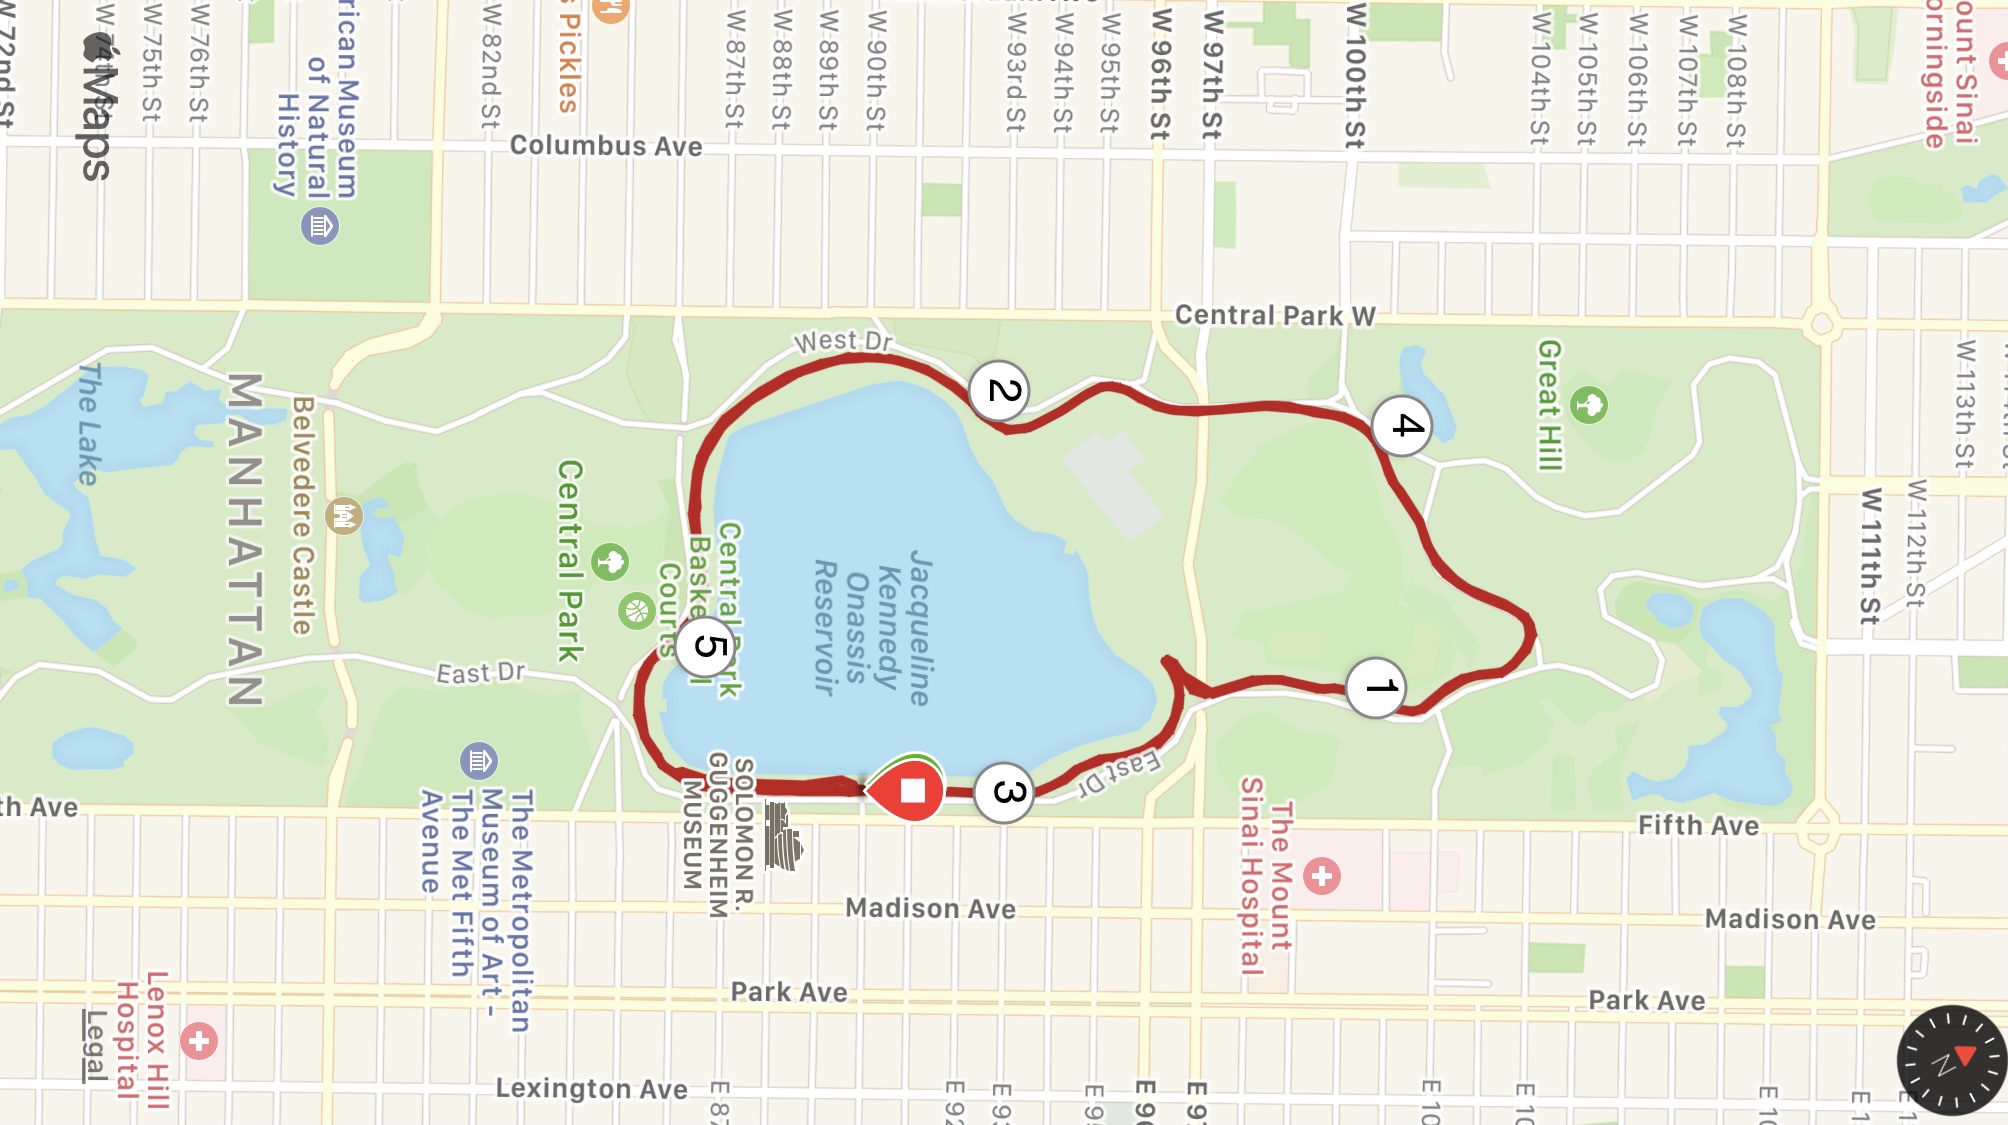 W 72nd St
W 74th St
W 75th St
W 76th St
Maps
rican Museum
of Natural
History
W 82nd St
s Pickles
W 87th St
W 88th St
W 89th St
W 90th St
W 93rd St
W 94th St
W 95th St
W 96th St
W 97th St
W 100th St
W 104th St
W 105th St
W 106th St
W 107th St
W 108th St
ount Sinai
orningside
Columbus Ave
Central Park W
West Dr
2
4
Great Hill
W 113th St
W 112th St
W 111th St
The Lake
MANHATTAN
Belvedere Castle
Central Park
Central Park
Basketball
Courts
Jacqueline
Kennedy
Onassis
Reservoir
5
1
3
East Dr
East Dr
SOLOMON R.
GUGGENHEIM
MUSEUM
The Metropolitan
Museum of Art -
The Met Fifth
Avenue
th Ave
The Mount
Sinai Hospital
Fifth Ave
Madison Ave
Madison Ave
Park Ave
Park Ave
Lenox Hill
Hospital
Legal
Lexington Ave
E 87
E 92
E 93
E 95
E 96
E 97
E 10
E 10
E 10
E 1
E 1
N